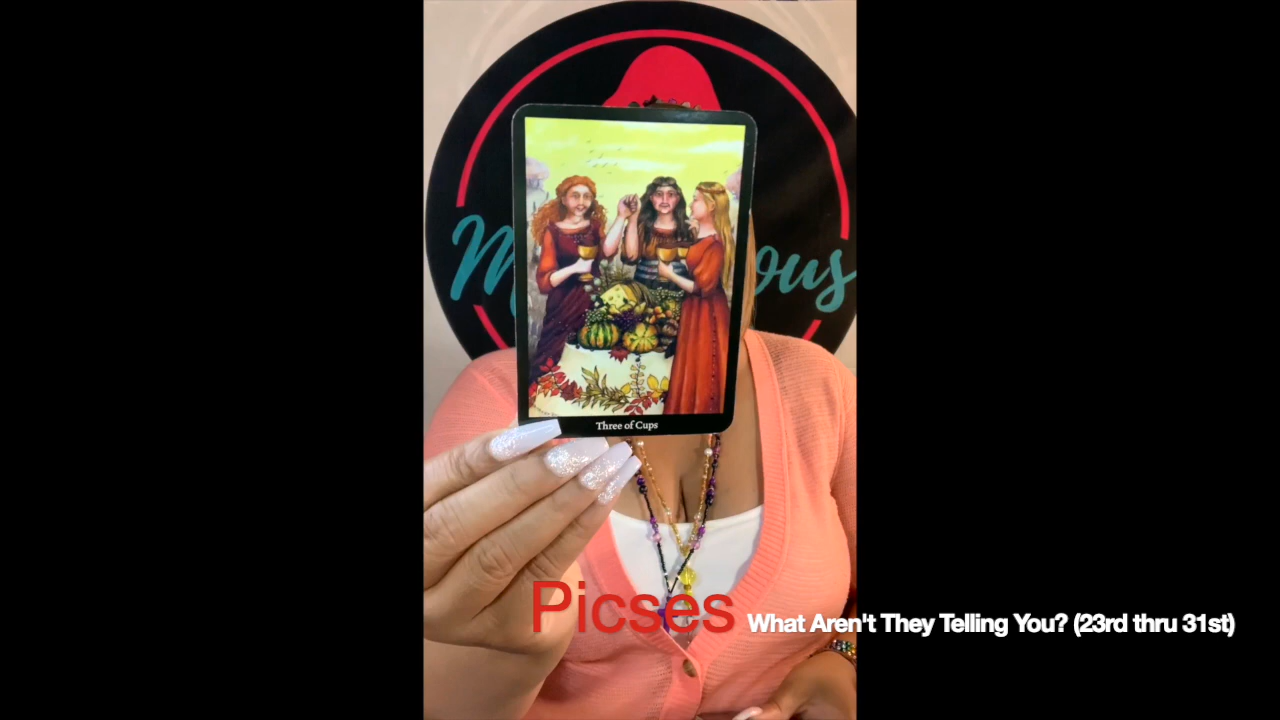 Three of Cups
Picses What Aren't They Telling You? (23rd thru 31st)